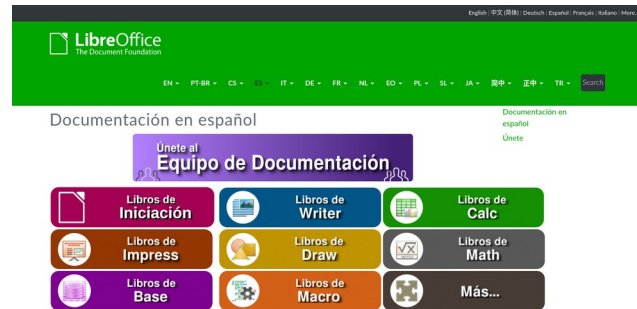 English | 中文 (简体) | Deutsch | Español | Français | Italiano | More...
LibreOffice
The Document Foundation
EN PT-BR CS ES IT DE FR NL EO PL SL JA 简中 正中 TR Search
Documentación en español
Documentación en
español
Únete
Únete al
Equipo de Documentación
Libros de
Iniciación
Libros de
Writer
Libros de
Calc
Libros de
Impress
Libros de
Draw
Libros de
Math
Libros de
Base
Libros de
Macro
Más...